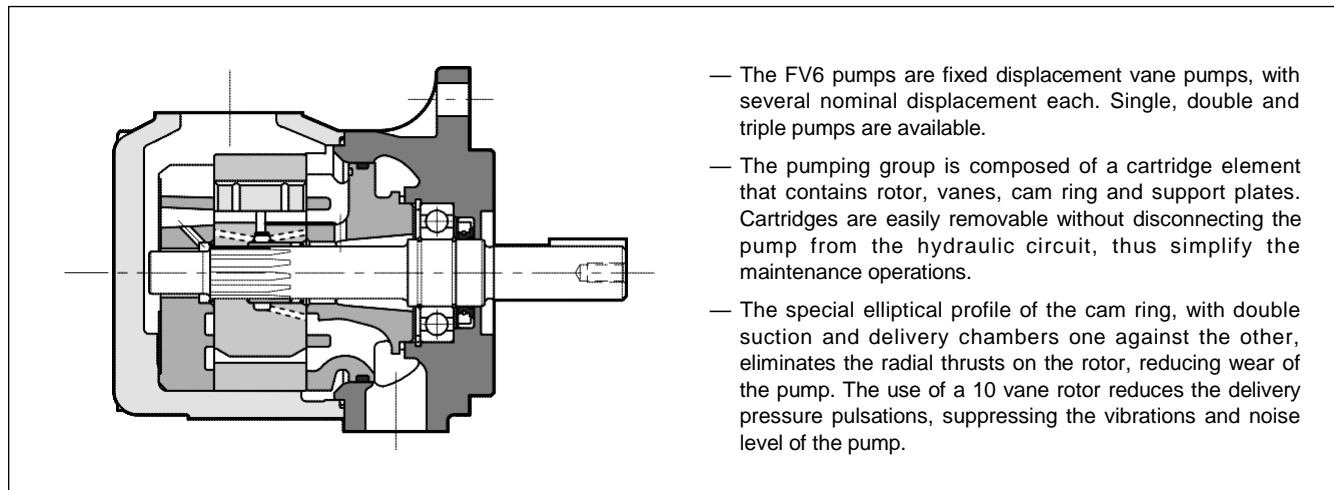 — The FV6 pumps are fixed displacement vane pumps, with
several nominal displacement each. Single, double and
triple pumps are available.
— The pumping group is composed of a cartridge element
that contains rotor, vanes, cam ring and support plates.
Cartridges are easily removable without disconnecting the
pump from the hydraulic circuit, thus simplify the
maintenance operations.
— The special elliptical profile of the cam ring, with double
suction and delivery chambers one against the other,
eliminates the radial thrusts on the rotor, reducing wear of
the pump. The use of a 10 vane rotor reduces the delivery
pressure pulsations, suppressing the vibrations and noise
level of the pump.